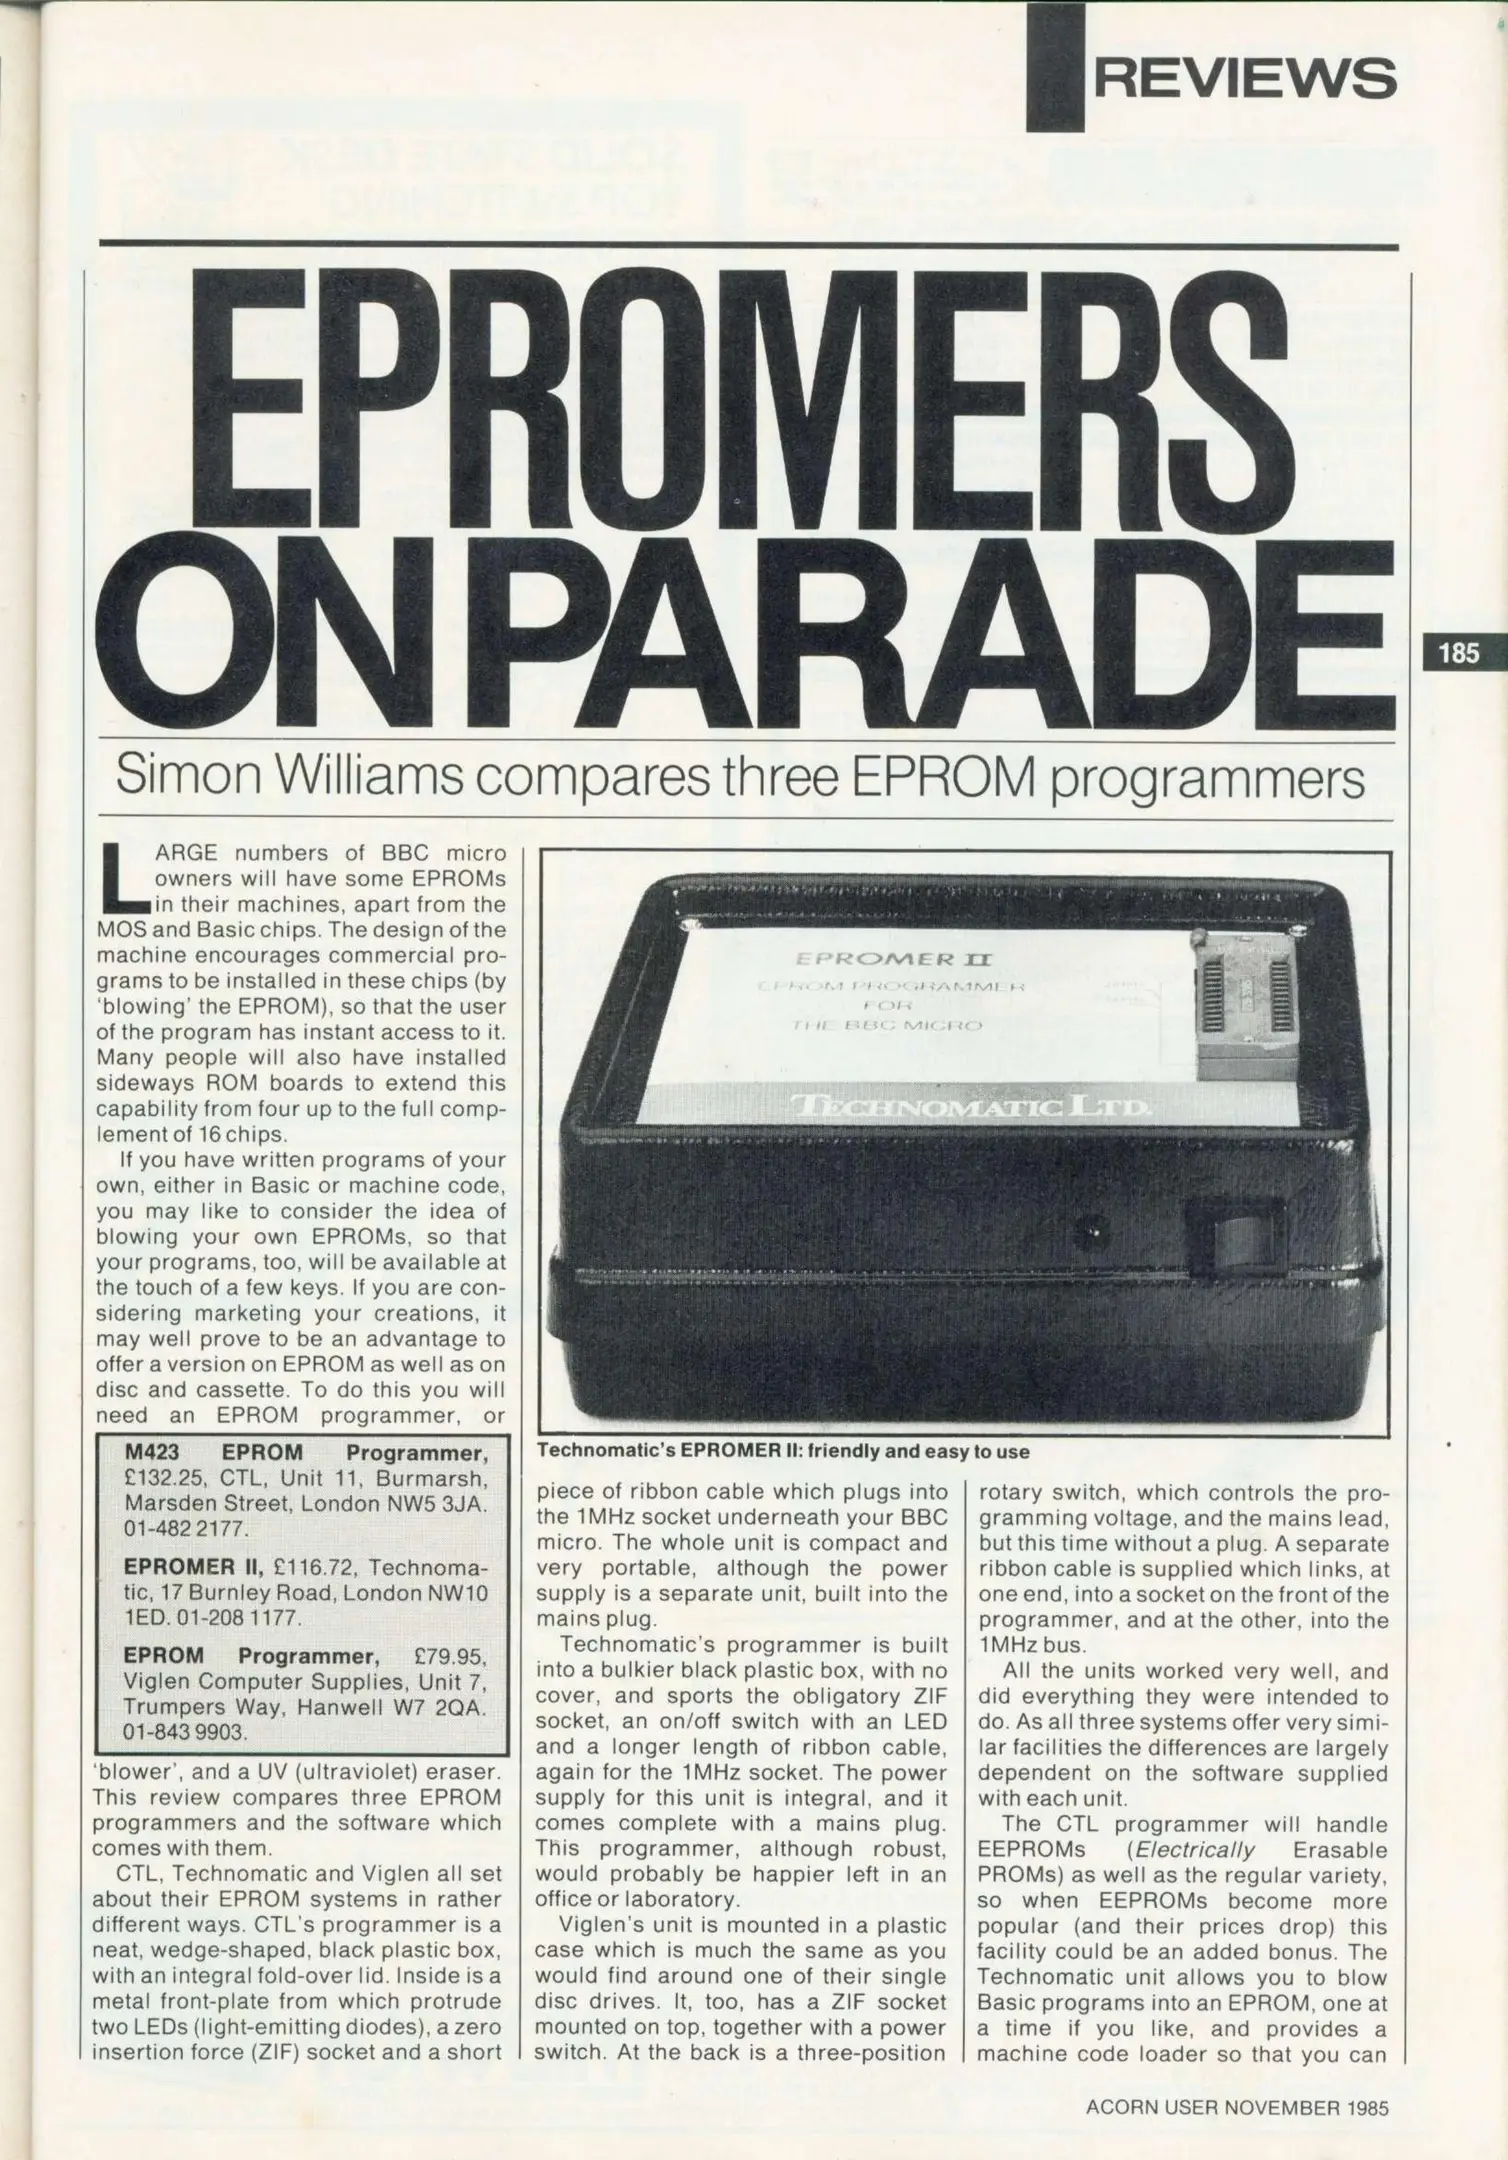 REVIEWS
EPROMERS
ON PARADE
185
Simon Williams compares three EPROM programmers
LARGE numbers of BBC micro
owners will have some EPROMs
in their machines, apart from the
MOS and Basic chips. The design of the
machine encourages commercial pro-
grams to be installed in these chips (by
'blowing' the EPROM), so that the user
of the program has instant access to it.
Many people will also have installed
sideways ROM boards to extend this
capability from four up to the full comp-
lement of 16 chips.
If you have written programs of your
own, either in Basic or machine code,
you may like to consider the idea of
blowing your own EPROMs, so that
your programs, too, will be available at
the touch of a few keys. If you are con-
sidering marketing your creations, it
may well prove to be an advantage to
offer a version on EPROM as well as on
disc and cassette. To do this you will
need an EPROM programmer, or
M423 EPROM Programmer,
£132.25, CTL, Unit 11, Burmarsh,
Marsden Street, London NW5 3JA.
01-482 2177.
EPROMER II, £116.72, Technoma-
tic, 17 Burnley Road, London NW10
1ED. 01-208 1177.
EPROM Programmer, £79.95,
Viglen Computer Supplies, Unit 7,
Trumpers Way, Hanwell W7 2QA.
01-843 9903.
'blower', and a UV (ultraviolet) eraser.
This review compares three EPROM
programmers and the software which
comes with them.
CTL, Technomatic and Viglen all set
about their EPROM systems in rather
different ways. CTL's programmer is a
neat, wedge-shaped, black plastic box,
with an integral fold-over lid. Inside is a
metal front-plate from which protrude
two LEDs (light-emitting diodes), a zero
insertion force (ZIF) socket and a short
EPROMER II
EPROM PROGRAMMER
FOR
THE BBC MICRO
TECHNOMATIC LTD.
Technomatic's EPROMER II: friendly and easy to use
piece of ribbon cable which plugs into
the 1MHz socket underneath your BBC
micro. The whole unit is compact and
very portable, although the power
supply is a separate unit, built into the
mains plug.
Technomatic's programmer is built
into a bulkier black plastic box, with no
cover, and sports the obligatory ZIF
socket, an on/off switch with an LED
and a longer length of ribbon cable,
again for the 1MHz socket. The power
supply for this unit is integral, and it
comes complete with a mains plug.
This programmer, although robust,
would probably be happier left in an
office or laboratory.
Viglen's unit is mounted in a plastic
case which is much the same as you
would find around one of their single
disc drives. It, too, has a ZIF socket
mounted on top, together with a power
switch. At the back is a three-position
rotary switch, which controls the pro-
gramming voltage, and the mains lead,
but this time without a plug. A separate
ribbon cable is supplied which links, at
one end, into a socket on the front of the
programmer, and at the other, into the
1MHz bus.
All the units worked very well, and
did everything they were intended to
do. As all three systems offer very simi-
lar facilities the differences are largely
dependent on the software supplied
with each unit.
The CTL programmer will handle
EEPROMs (Electrically Erasable
PROMs) as well as the regular variety,
so when EEPROMs become more
popular (and their prices drop) this
facility could be an added bonus. The
Technomatic unit allows you to blow
Basic programs into an EPROM, one at
a time if you like, and provides a
machine code loader so that you can
ACORN USER NOVEMBER 1985